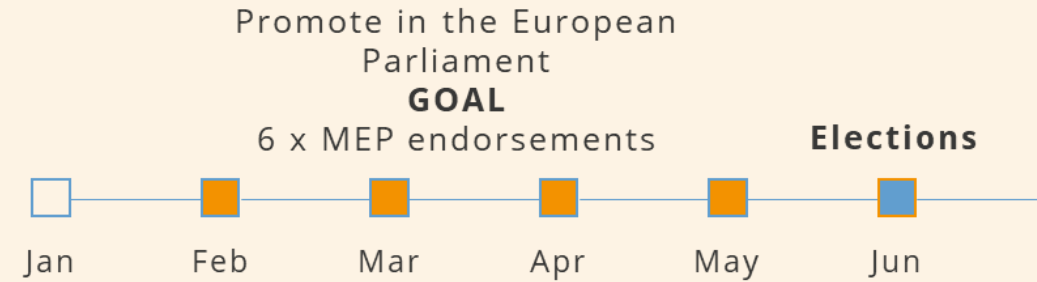 Promote in the European
Parliament
GOAL
6 x MEP endorsements
Elections
Jan Feb Mar Apr May Jun